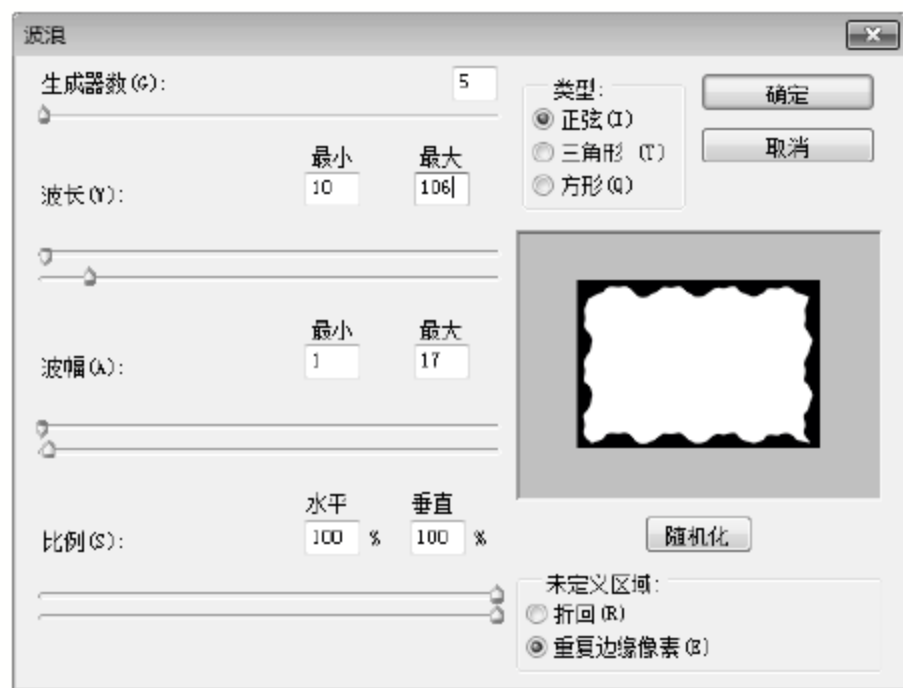 波浪
生成器数(G):
5
最小
最大
波长(Y):
10
106
最小
最大
波幅(A):
1
17
水平
垂直
比例(S):
100 %
100 %
类型:
正弦(I)
三角形 (T)
方形(Q)
确定
取消
随机化
未定义区域:
折回(R)
重复边缘像素(E)